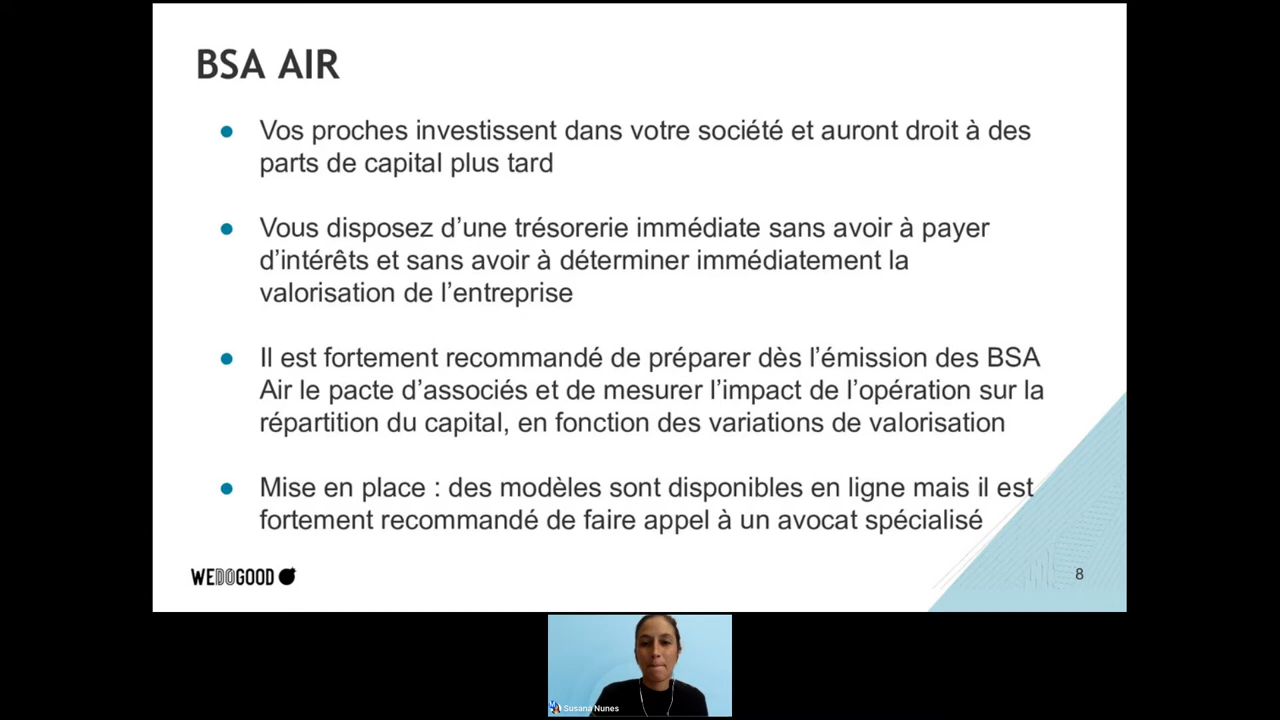 BSA AIR
● Vos proches investissent dans votre société et auront droit à des
parts de capital plus tard
● Vous disposez d’une trésorerie immédiate sans avoir à payer
d’intérêts et sans avoir à déterminer immédiatement la
valorisation de l’entreprise
● Il est fortement recommandé de préparer dès l’émission des BSA
Air le pacte d’associés et de mesurer l’impact de l’opération sur la
répartition du capital, en fonction des variations de valorisation
● Mise en place : des modèles sont disponibles en ligne mais il est
fortement recommandé de faire appel à un avocat spécialisé
WEDOGOOD
8
Susana Nunes